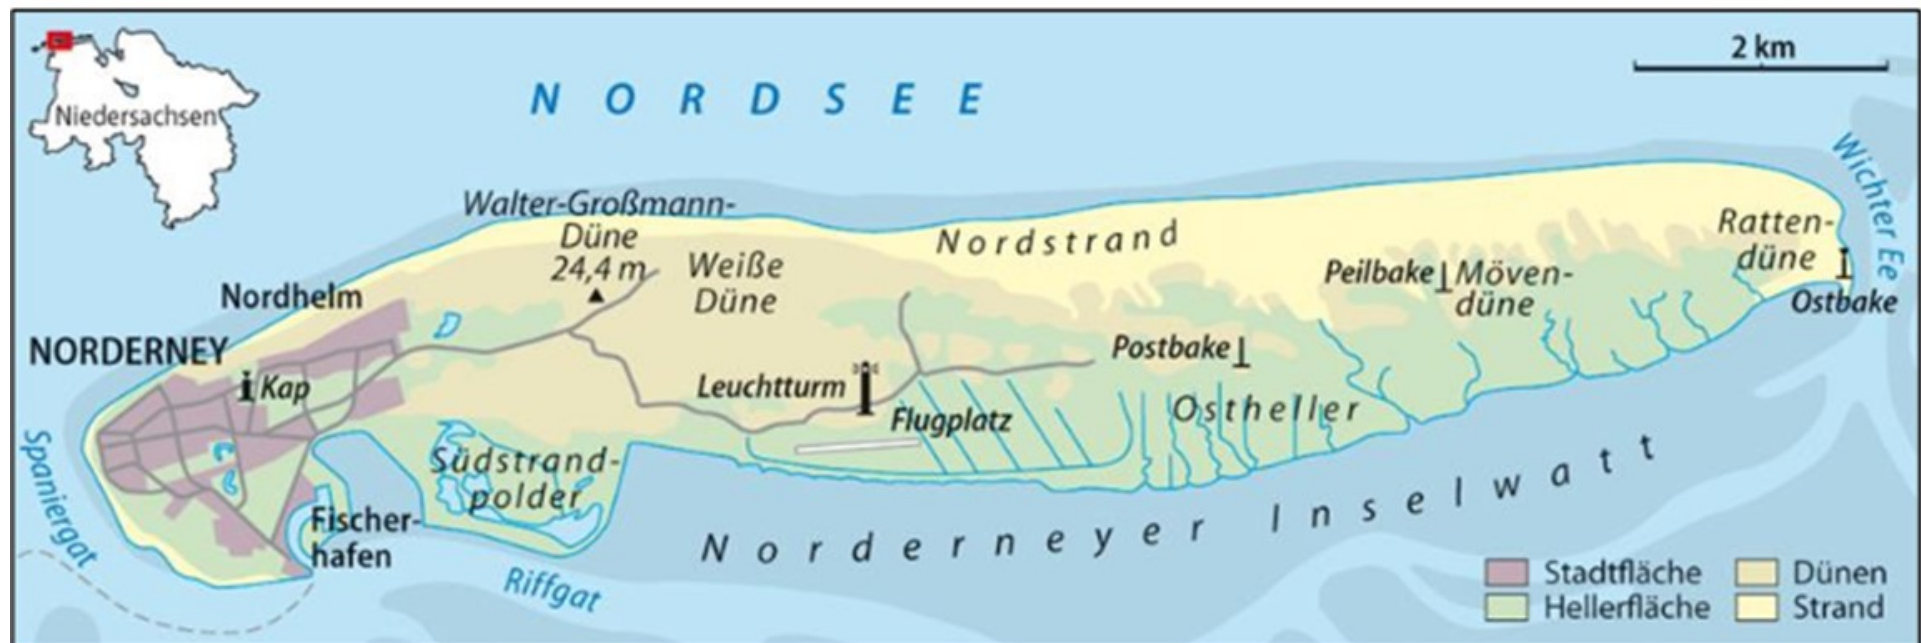 2 km
NORDSEE
Niedersachsen
Wichter Ee
Walter-Großmann-
Düne
24,4 m
Weiße
Düne
Nordstrand
Ratten-
düne
Peilbake
Möven-
düne
Ostbake
Nordhelm
NORDERNEY
Kap
Postbake
Leuchtturm
Flugplatz
Ostheller
Spaniergat
Südstrand-
polder
Fischer-
hafen
Norderneyer Inselwatt
Riffgat
Stadtfläche
Dünen
Hellerfläche
Strand